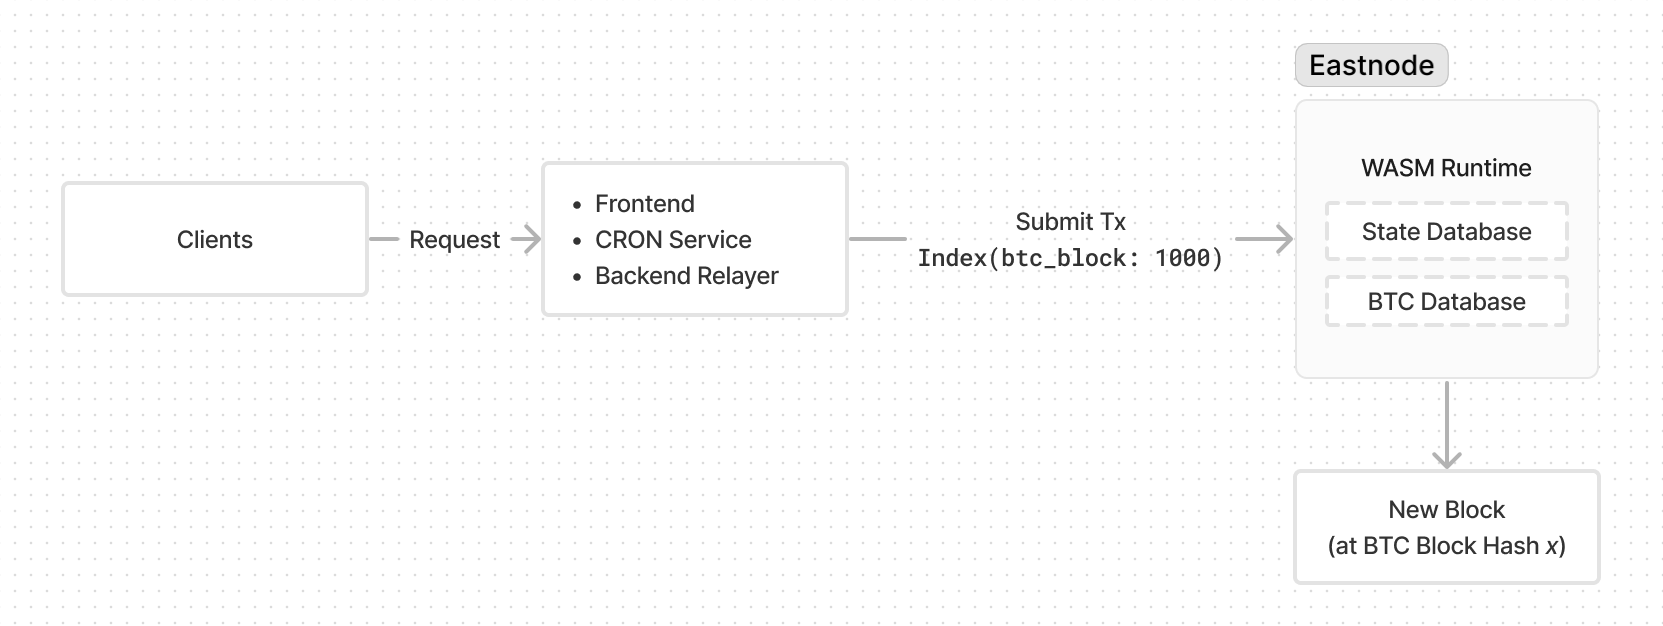 Eastnode
Clients
Request
• Frontend
• CRON Service
• Backend Relayer
Submit Tx
Index(btc_block: 1000)
WASM Runtime
State Database
BTC Database
New Block
(at BTC Block Hash x)